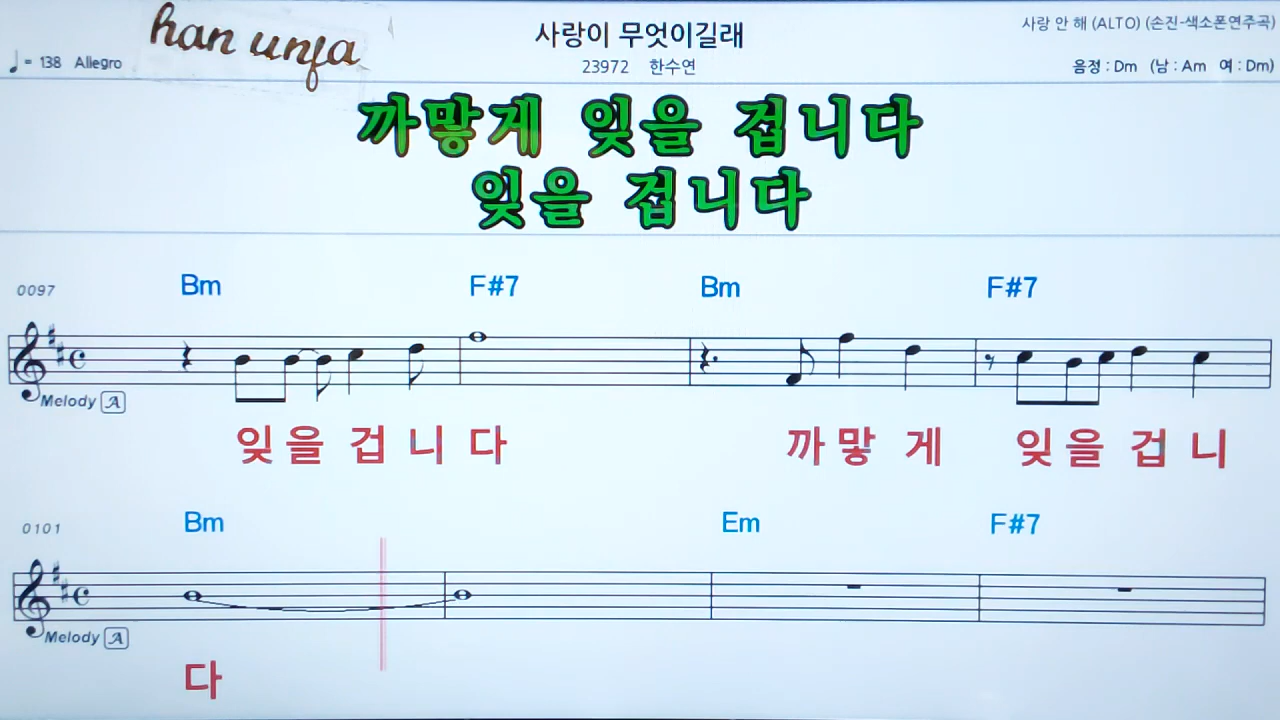 han unfa
사랑이 무엇이길래
사랑 안 해 (ALTO) (손진-색소폰연주곡)
♩= 138 Allegro
23972 한수연
음정 : Dm (남 : Am 여 : Dm)
까맣게 잊을 겁니다
잊을 겁니다
0097 Bm F#7 Bm F#7
Melody A
잊 을 겁 니 다 까 맣 게 잊 을 겁 니
0101 Bm Em F#7
Melody A
다